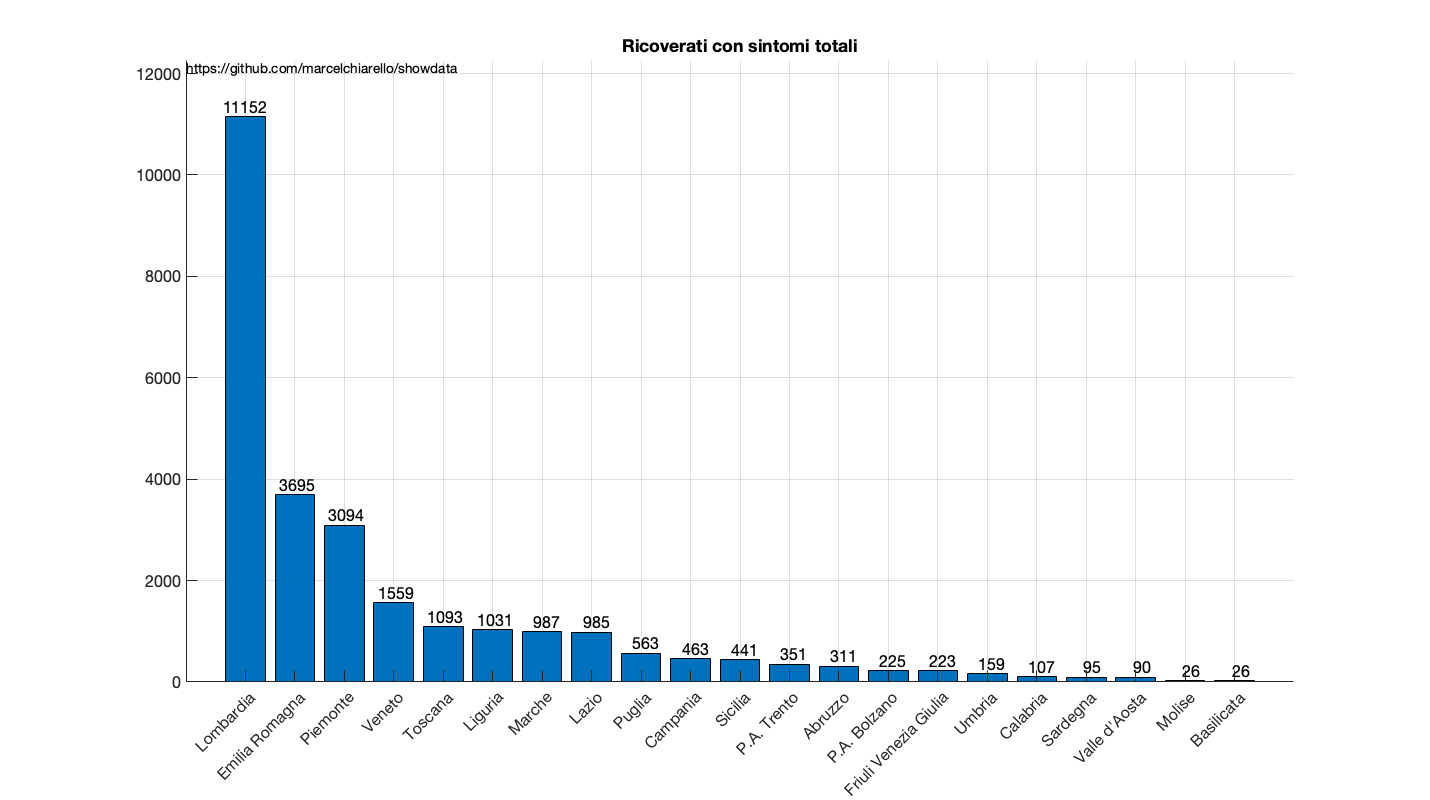 Ricoverati con sintomi totali
https://github.com/marcelchiarello/showdata
12000
10000
8000
6000
4000
2000
0
11152
3695
3094
1559
1093
1031
987
985
563
463
441
351
311
225
223
159
107
95
90
26
26
Lombardia
Emilia Romagna
Piemonte
Veneto
Toscana
Liguria
Marche
Lazio
Puglia
Campania
Sicilia
P.A. Trento
Abruzzo
P.A. Bolzano
Friuli Venezia Giulia
Umbria
Calabria
Sardegna
Valle d'Aosta
Molise
Basilicata